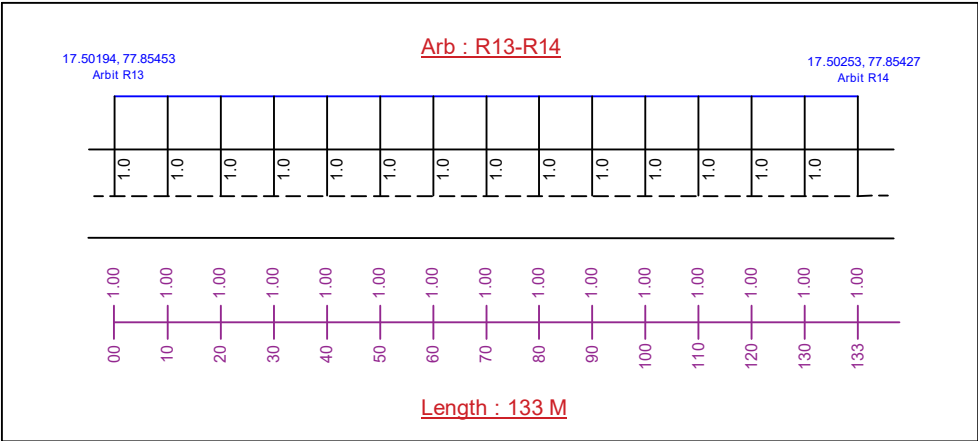 Arb : R13-R14
17.50194, 77.85453
Arbit R13
17.50253, 77.85427
Arbit R14
1.0 1.0 1.0 1.0 1.0 1.0 1.0 1.0 1.0 1.0 1.0 1.0 1.0 1.0
1.00 1.00 1.00 1.00 1.00 1.00 1.00 1.00 1.00 1.00 1.00 1.00 1.00 1.00 1.00
00 10 20 30 40 50 60 70 80 90 100 110 120 130 133
Length : 133 M